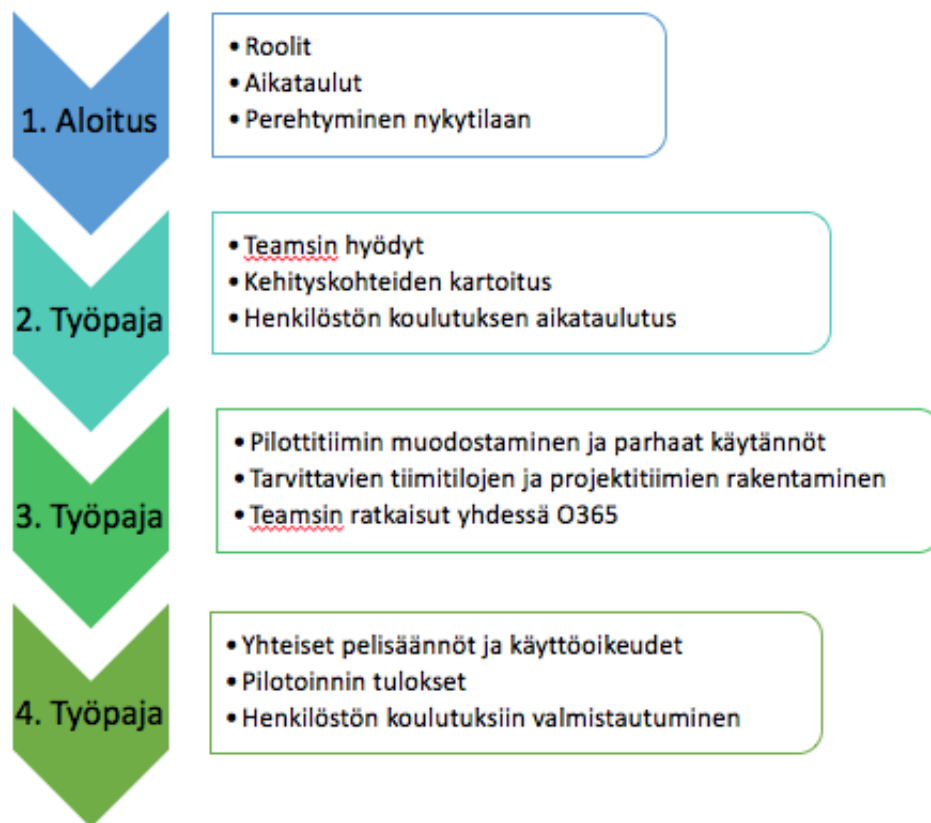 1. Aloitus
• Roolit
• Aikataulut
• Perehtyminen nykytilaan
2. Työpaja
• Teamsin hyödyt
• Kehityskohteiden kartoitus
• Henkilöstön koulutuksen aikataulutus
3. Työpaja
• Pilottitiimin muodostaminen ja parhaat käytännöt
• Tarvittavien tiimitilojen ja projektitiimien rakentaminen
• Teamsin ratkaisut yhdessä O365
4. Työpaja
• Yhteiset pelisäännöt ja käyttöoikeudet
• Pilotoinnin tulokset
• Henkilöstön koulutuksiin valmistautuminen